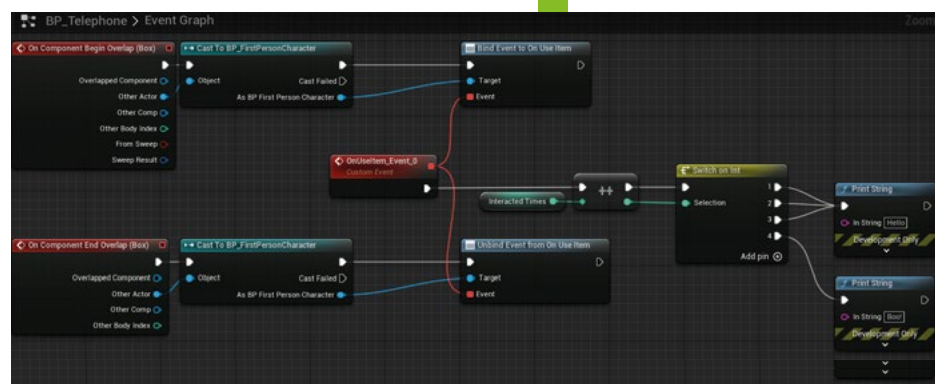 BP_Telephone > Event Graph
Zoom
On Component Begin Overlap (Box)
Overlapped Component
Other Actor
Other Comp
Other Body Index
From Sweep
Sweep Result
Cast To BP_FirstPersonCharacter
Object
Cast Failed
As BP First Person Character
Bind Event to On Use Item
Target
Event
OnUseItem_Event_0
Custom Event
Interacted Times
++
Switch on Int
Selection
1
2
3
4
Add pin
Print String
In String Hello
Development Only
On Component End Overlap (Box)
Overlapped Component
Other Actor
Other Comp
Other Body Index
Cast To BP_FirstPersonCharacter
Object
Cast Failed
As BP First Person Character
Unbind Event from On Use Item
Target
Event
Print String
In String Boo!
Development Only